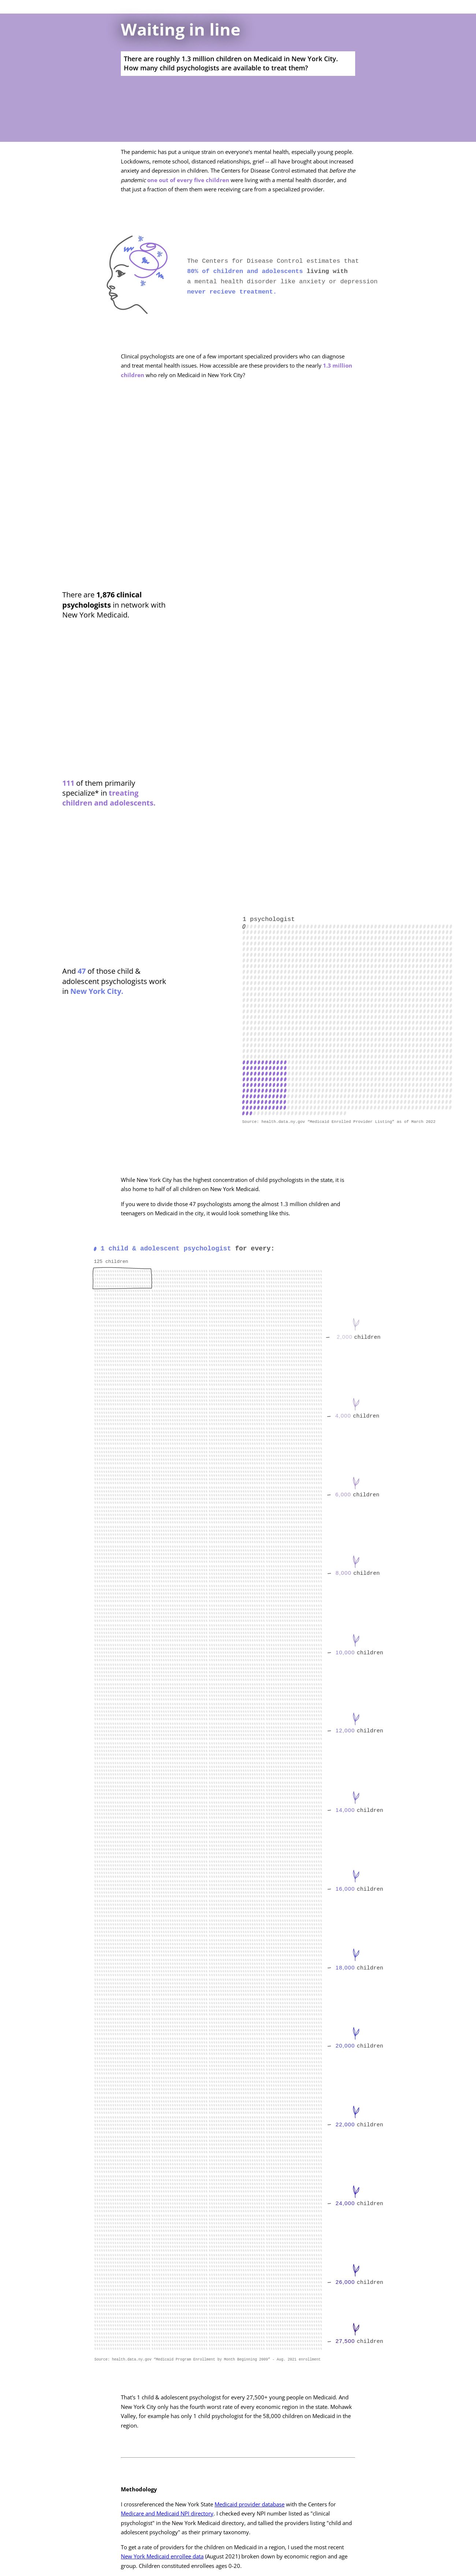 Waiting in line
There are roughly 1.3 million children on Medicaid in New York City.
How many child psychologists are available to treat them?
The pandemic has put a unique strain on everyone's mental health, especially young people.
Lockdowns, remote school, distanced relationships, grief -- all have brought about increased
anxiety and depression in children. The Centers for Disease Control estimated that before the
pandemic one out of every five children were living with a mental health disorder, and
that just a fraction of them them were receiving care from a specialized provider.
The Centers for Disease Control estimates that
80% of children and adolescents living with
a mental health disorder like anxiety or depression
never recieve treatment.
Clinical psychologists are one of a few important specialized providers who can diagnose
and treat mental health issues. How accessible are these providers to the nearly 1.3 million
children who rely on Medicaid in New York City?
There are 1,876 clinical
psychologists in network with
New York Medicaid.
111 of them primarily
specialize* in treating
children and adolescents.
1 psychologist
And 47 of those child &
adolescent psychologists work
in New York City.
Source: health.data.ny.gov "Medicaid Enrolled Provider Listing" as of March 2022
While New York City has the highest concentration of child psychologists in the state, it is
also home to half of all children on New York Medicaid.
If you were to divide those 47 psychologists among the almost 1.3 million children and
teenagers on Medicaid in the city, it would look something like this.
1 child & adolescent psychologist for every:
125 children
— 2,000 children
— 4,000 children
— 6,000 children
— 8,000 children
— 10,000 children
— 12,000 children
— 14,000 children
— 16,000 children
— 18,000 children
— 20,000 children
— 22,000 children
— 24,000 children
— 26,000 children
— 27,500 children
Source: health.data.ny.gov "Medicaid Program Enrollment by Month Beginning 2009" - Aug. 2021 enrollment
That's 1 child & adolescent psychologist for every 27,500+ young people on Medicaid. And
New York City only has the fourth worst rate of every economic region in the state. Mohawk
Valley, for example has only 1 child psychologist for the 58,000 children on Medicaid in the
region.
Methodology
I crossreferenced the New York State Medicaid provider database with the Centers for
Medicare and Medicaid NPI directory. I checked every NPI number listed as "clinical
psychologist" in the New York Medicaid directory, and tallied the providers listing "child and
adolescent psychology" as their primary taxonomy.
To get a rate of providers for the children on Medicaid in a region, I used the most recent
New York Medicaid enrollee data (August 2021) broken down by economic region and age
group. Children constituted enrollees ages 0-20.